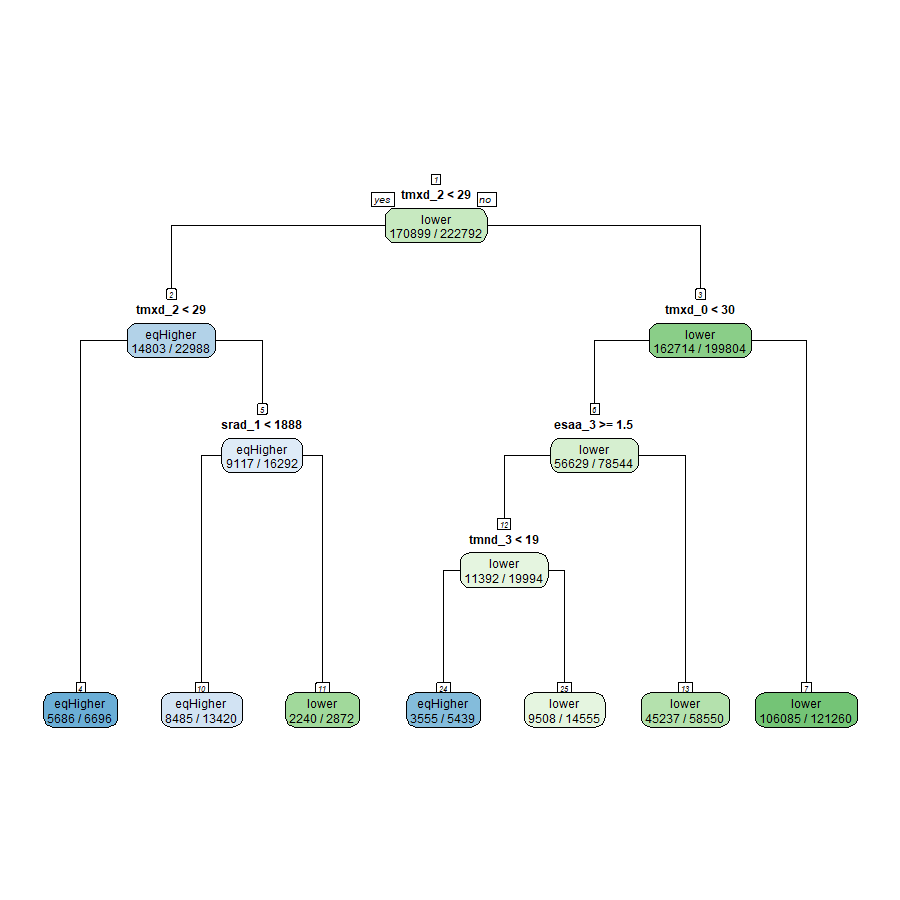 1
yes tmxd_2 < 29 no
lower
170899 / 222792
2
tmxd_2 < 29
eqHigher
14803 / 22988
3
tmxd_0 < 30
lower
162714 / 199804
5
srad_1 < 1888
eqHigher
9117 / 16292
6
esaa_3 >= 1.5
lower
56629 / 78544
12
tmnd_3 < 19
lower
11392 / 19994
4
eqHigher
5686 / 6696
10
eqHigher
8485 / 13420
11
lower
2240 / 2872
24
eqHigher
3555 / 5439
25
lower
9508 / 14555
13
lower
45237 / 58550
7
lower
106085 / 121260